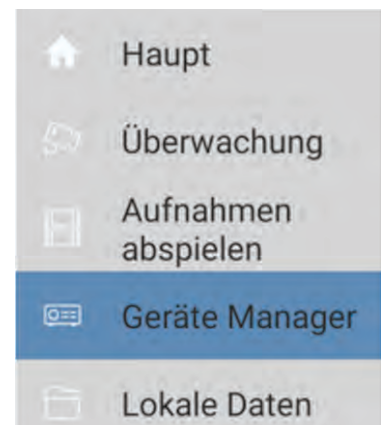 Haupt
Überwachung
Aufnahmen
abspielen
Geräte Manager
Lokale Daten